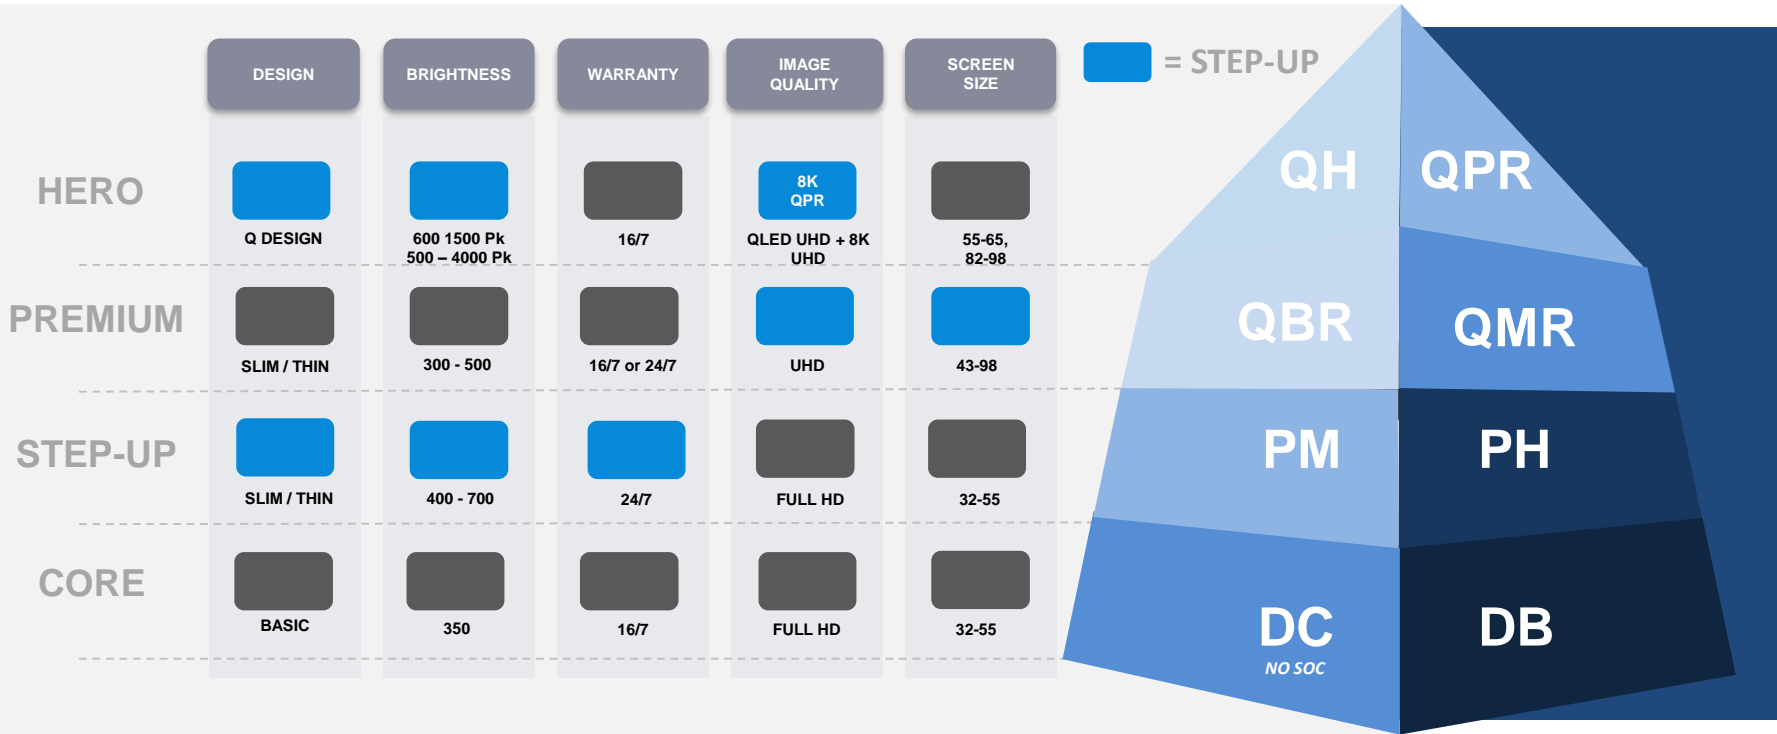 DESIGN
BRIGHTNESS
WARRANTY
IMAGE
QUALITY
SCREEN
SIZE
= STEP-UP
HERO
8K
QPR
Q DESIGN
600 1500 Pk
500 – 4000 Pk
16/7
QLED UHD + 8K
UHD
55-65,
82-98
QH
QPR
PREMIUM
SLIM / THIN
300 - 500
16/7 or 24/7
UHD
43-98
QBR
QMR
STEP-UP
SLIM / THIN
400 - 700
24/7
FULL HD
32-55
PM
PH
CORE
BASIC
350
16/7
FULL HD
32-55
DC
NO SOC
DB